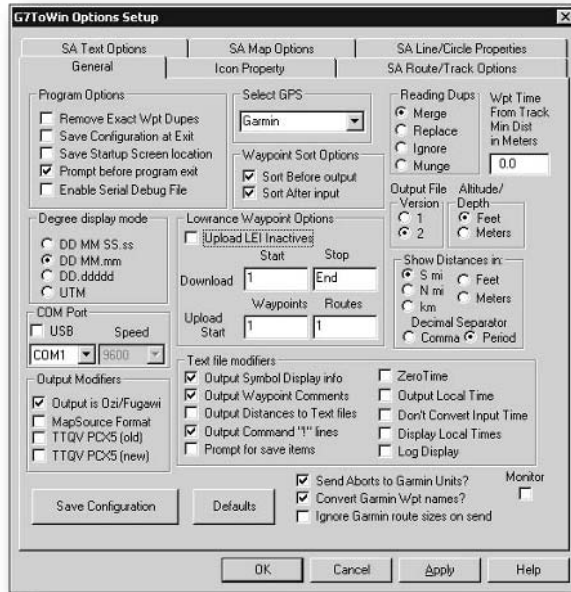 G7ToWin Options Setup
SA Text Options
SA Map Options
SA Line/Circle Properties
General
Icon Property
SA Route/Track Options
Program Options
Remove Exact Wpt Dupes
Save Configuration at Exit
Save Startup Screen location
Prompt before program exit
Enable Serial Debug File
Select GPS
Garmin
Waypoint Sort Options
Sort Before output
Sort After input
Reading Dups
Merge
Replace
Ignore
Munge
Wpt Time
From Track
Min Dist
in Meters
0.0
Output File
Version
1
2
Altitude/
Depth
Feet
Meters
Degree display mode
DD MM SS.ss
DD MM.mm
DD.ddddd
UTM
Lowrance Waypoint Options
Upload LEI Inactives
Start Stop
Download 1 End
Waypoints Routes
Upload
Start 1 1
Show Distances in:
S mi
N mi
km
Feet
Meters
Decimal Separator
Comma Period
COM Port
USB Speed
COM1 9600
Output Modifiers
Output is Ozi/Fugawi
MapSource Format
TTQV PCX5 (old)
TTQV PCX5 (new)
Text file modifiers
Output Symbol Display info
Output Waypoint Comments
Output Distances to Text files
Output Command "!" lines
Prompt for save items
ZeroTime
Output Local Time
Don't Convert Input Time
Display Local Times
Log Display
Send Aborts to Garmin Units?
Convert Garmin Wpt names?
Ignore Garmin route sizes on send
Monitor
Save Configuration
Defaults
OK
Cancel
Apply
Help